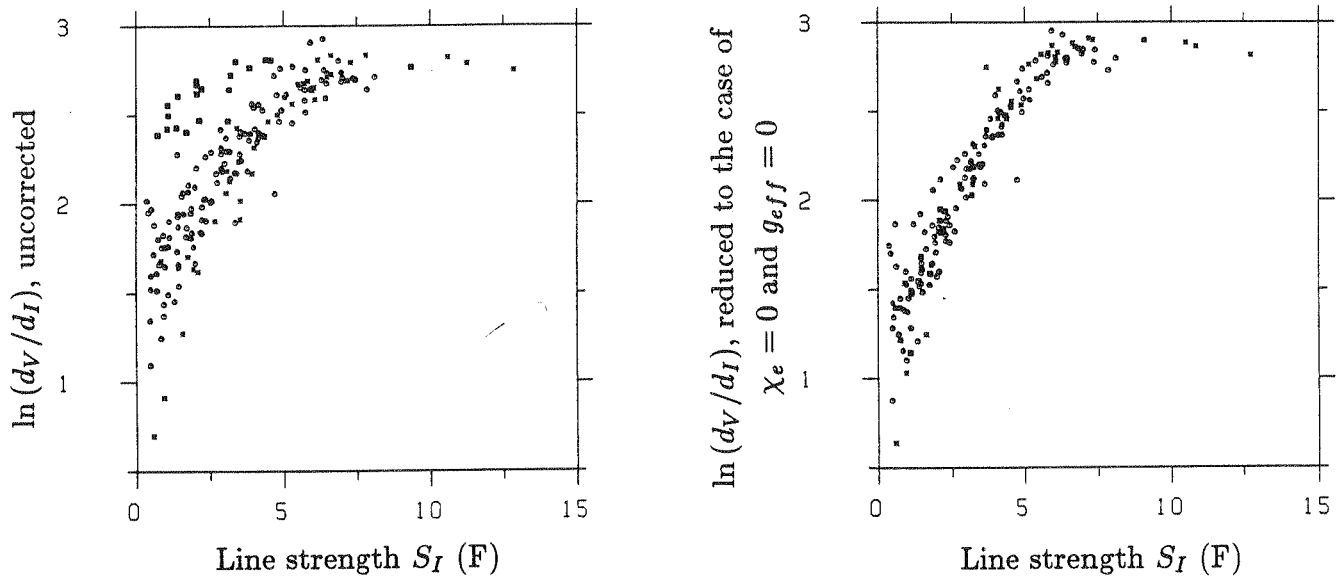 ln (d_V/d_I), uncorrected
3
2
1
0
5
10
15
Line strength S_I (F)
ln (d_V/d_I), reduced to the case of
χ_e = 0 and g_eff = 0
3
2
1
0
5
10
15
Line strength S_I (F)